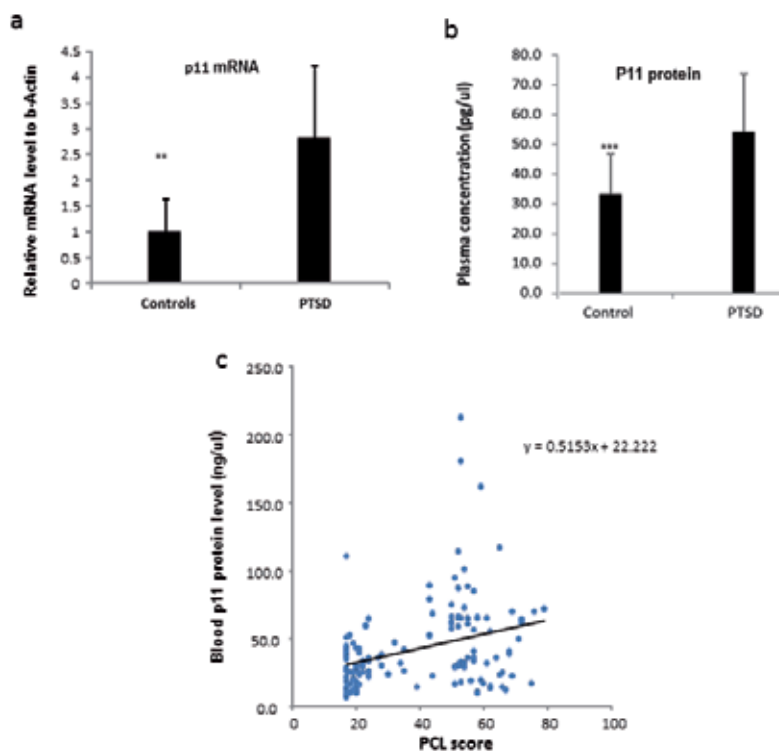 a
p11 mRNA
Relative mRNA level to b-Actin
4.5
4
3.5
3
2.5
2
1.5
1
0.5
0
**
Controls
PTSD
b
P11 protein
Plasma concentration (pg/ul)
80.0
70.0
60.0
50.0
40.0
30.0
20.0
10.0
0.0
***
Control
PTSD
c
Blood p11 protein level (ng/ul)
250.0
200.0
150.0
100.0
50.0
0.0
y = 0.5153x + 22.222
0
20
40
60
80
100
PCL score